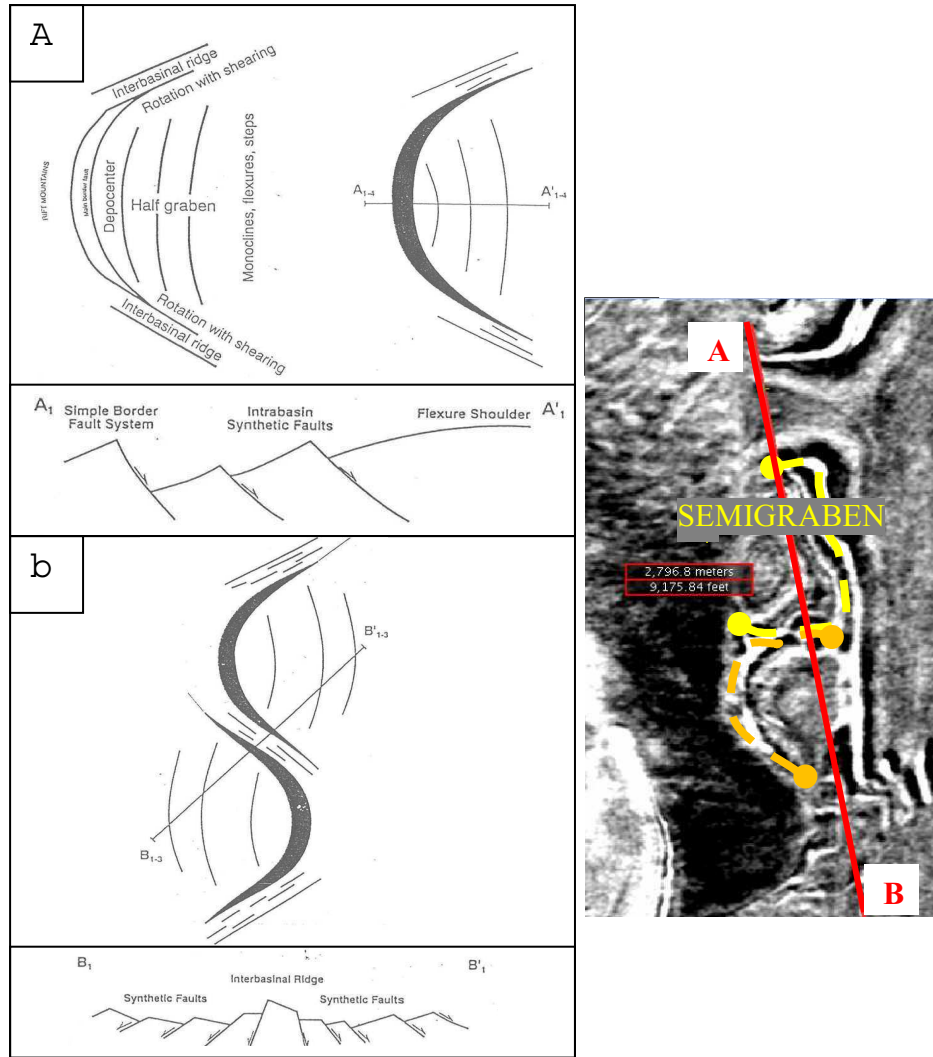 A
Interbasinal ridge
Rotation with shearing
RIFT MOUNTAINS
Main border fault
Depocenter
Half graben
Monoclines, flexures, steps
Rotation with shearing
Interbasinal ridge
A1-4
A'1-4
A1
Simple Border
Fault System
Intrabasin
Synthetic Faults
Flexure Shoulder
A'1
b
B'1-3
B1-3
B1
Interbasinal Ridge
B'1
Synthetic Faults
Synthetic Faults
A
SEMIGRABEN
2,796.8 meters
9,175.84 feet
B